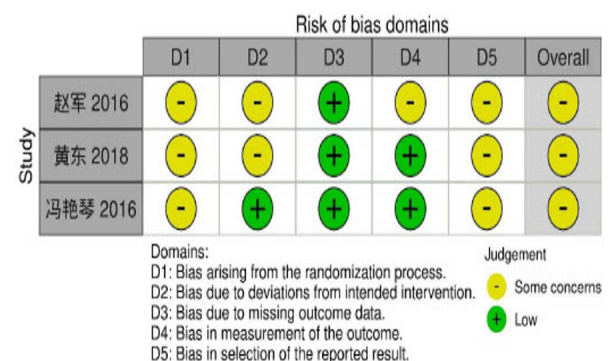 Risk of bias domains
D1 D2 D3 D4 D5 Overall
Study
赵军 2016 - - + - - -
黄东 2018 - - + + - -
冯艳琴 2016 - + + + - -
Domains:
D1: Bias arising from the randomization process.
D2: Bias due to deviations from intended intervention.
D3: Bias due to missing outcome data.
D4: Bias in measurement of the outcome.
D5: Bias in selection of the reported result.
Judgement
- Some concerns
+ Low